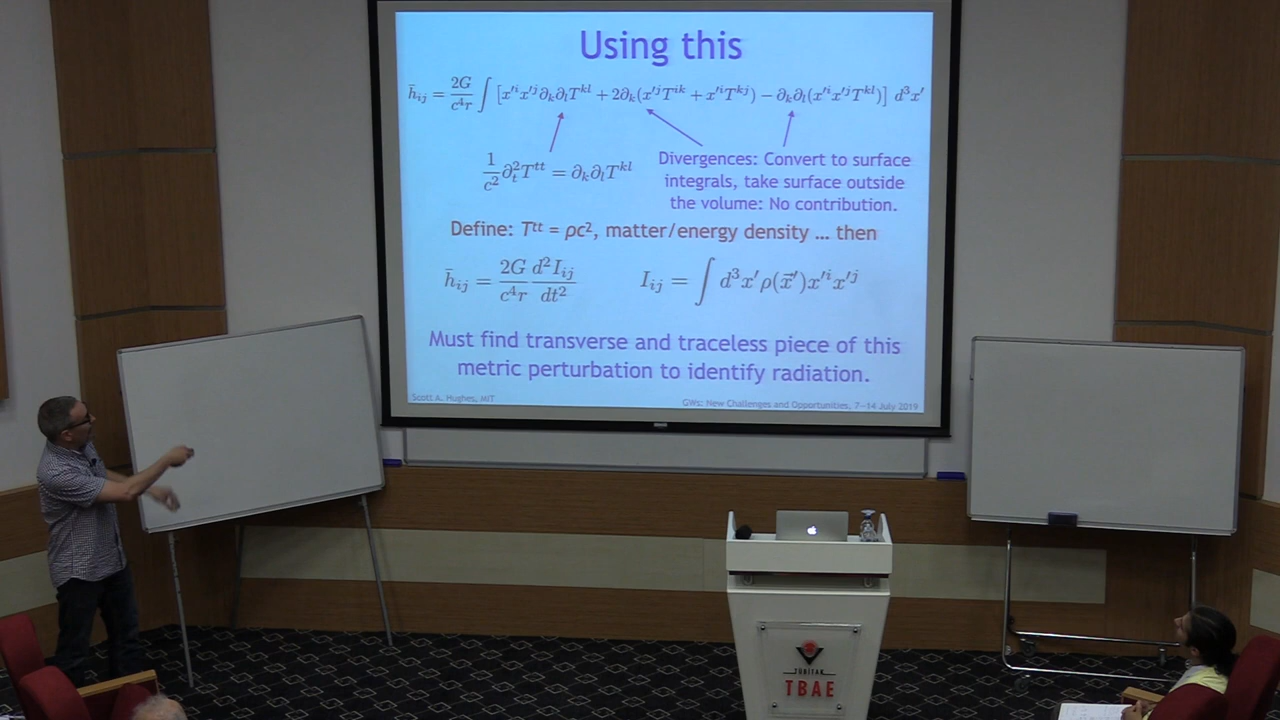 Using this
h̄ᵢⱼ = 2G/c⁴r ∫ [x′ⁱx′ʲ∂ₖ∂ₗTᵏˡ + 2∂ₖ(x′ʲTⁱᵏ + x′ⁱTᵏʲ) − ∂ₖ∂ₗ(x′ⁱx′ʲTᵏˡ)] d³x′
1/c² ∂ₜ²Tᵗᵗ = ∂ₖ∂ₗTᵏˡ
Divergences: Convert to surface
integrals, take surface outside
the volume: No contribution.
Define: Tᵗᵗ = ρc², matter/energy density … then
h̄ᵢⱼ = 2G/c⁴r d²Iᵢⱼ/dt²
Iᵢⱼ = ∫ d³x′ρ(x⃗′)x′ⁱx′ʲ
Must find transverse and traceless piece of this
metric perturbation to identify radiation.
Scott A. Hughes, MIT
GWs: New Challenges and Opportunities, 7–14 July 2019
TÜBİTAK
TBAE